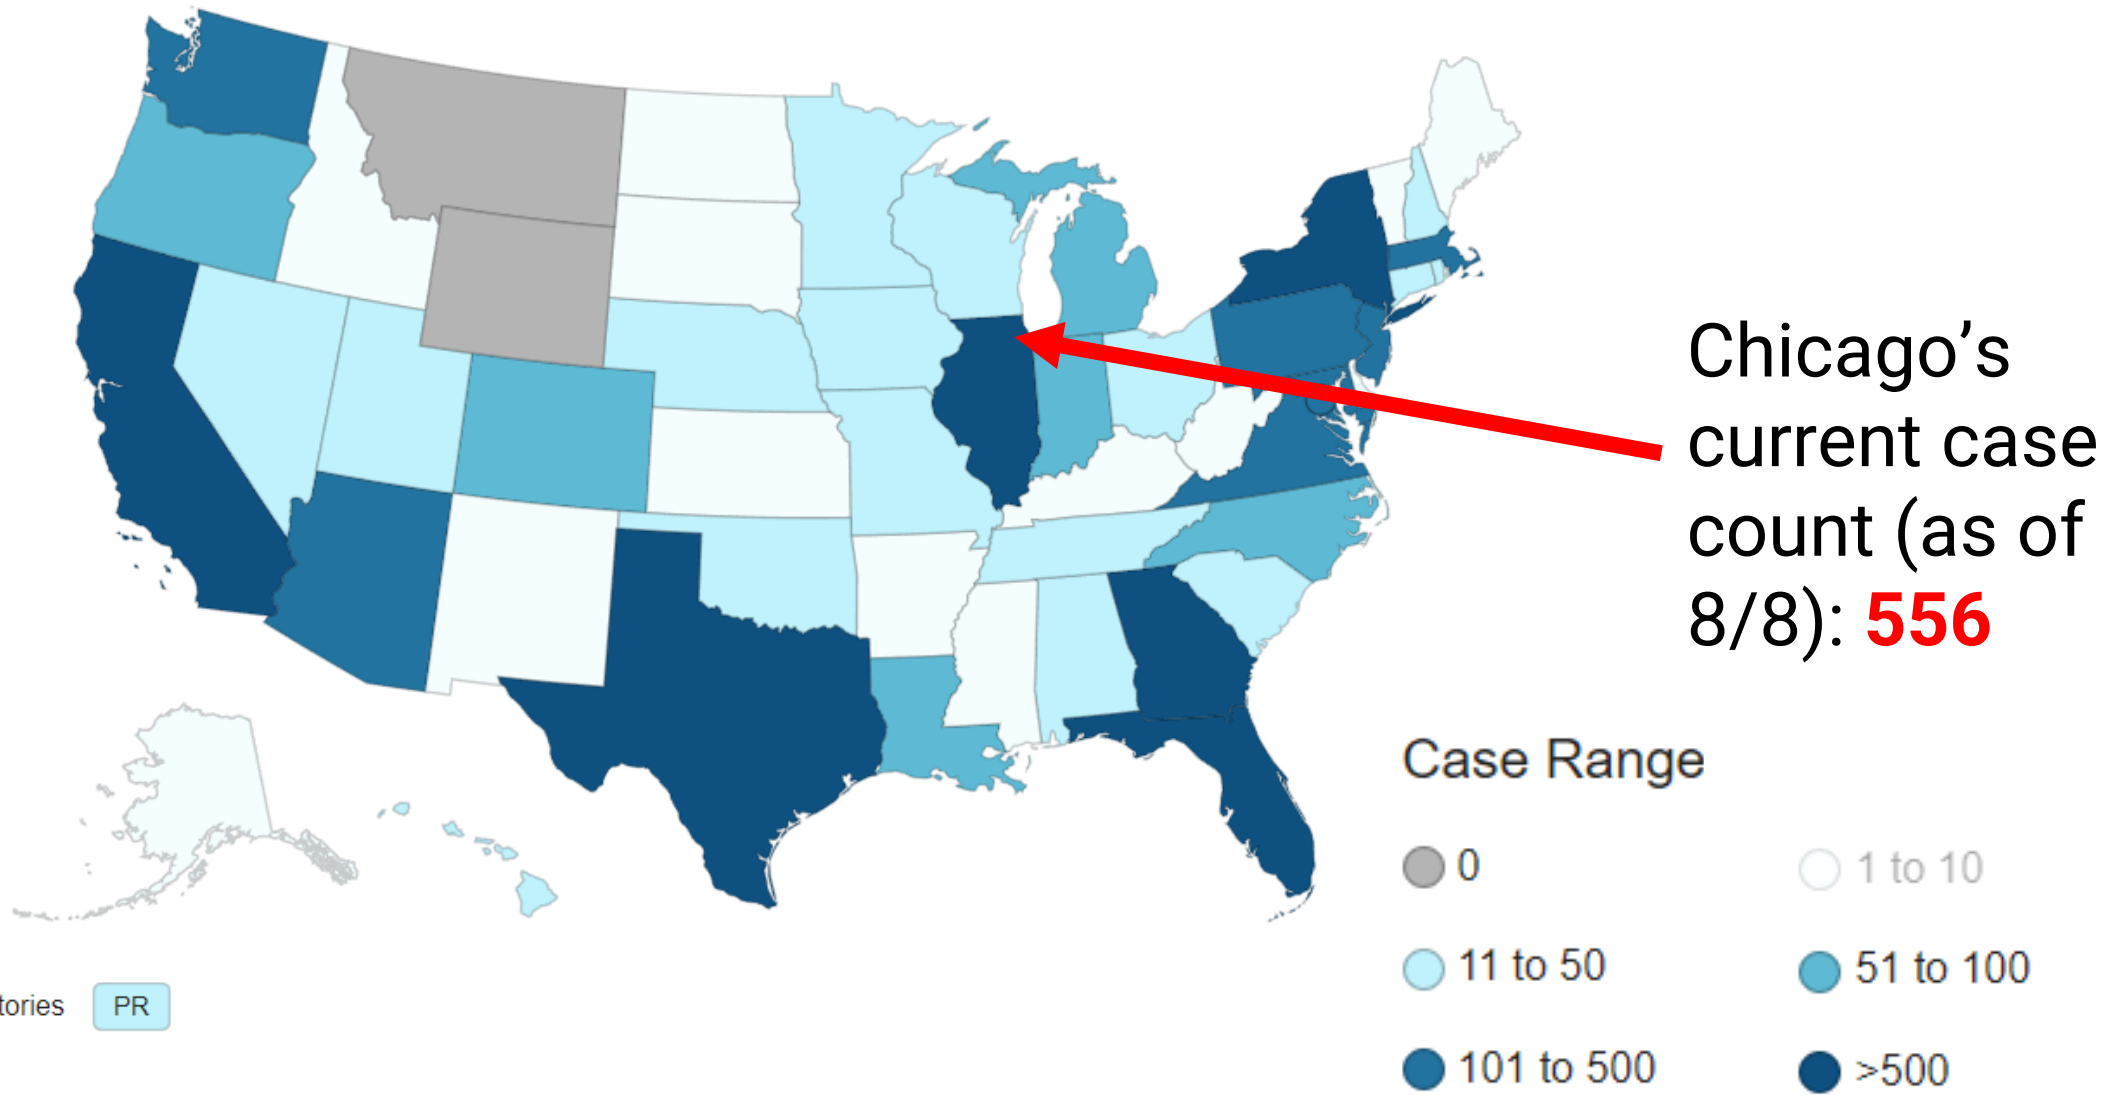 Chicago’s
current case
count (as of
8/8): 556
Case Range
0
1 to 10
11 to 50
51 to 100
101 to 500
>500
tories
PR